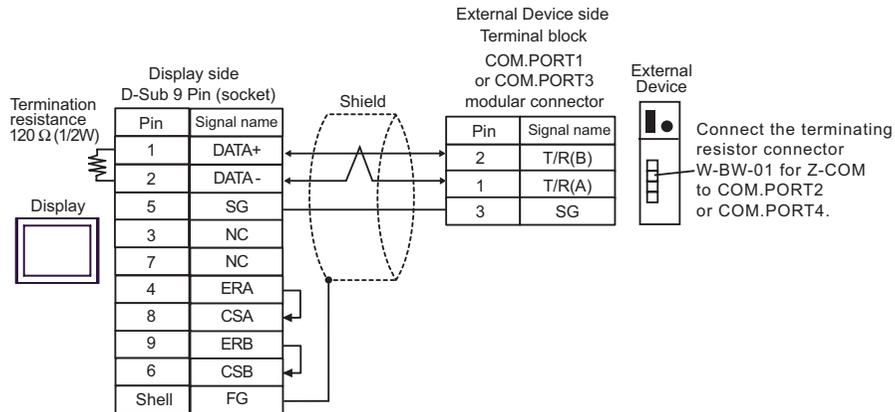 External Device side
Terminal block
COM.PORT1
or COM.PORT3
modular connector
Display side
D-Sub 9 Pin (socket)
Shield
External
Device
Termination
resistance
120 Ω (1/2W)
Pin Signal name
1 DATA+
2 DATA-
5 SG
3 NC
7 NC
4 ERA
8 CSA
9 ERB
6 CSB
Shell FG
Pin Signal name
2 T/R(B)
1 T/R(A)
3 SG
Connect the terminating
resistor connector
W-BW-01 for Z-COM
to COM.PORT2
or COM.PORT4.
Display